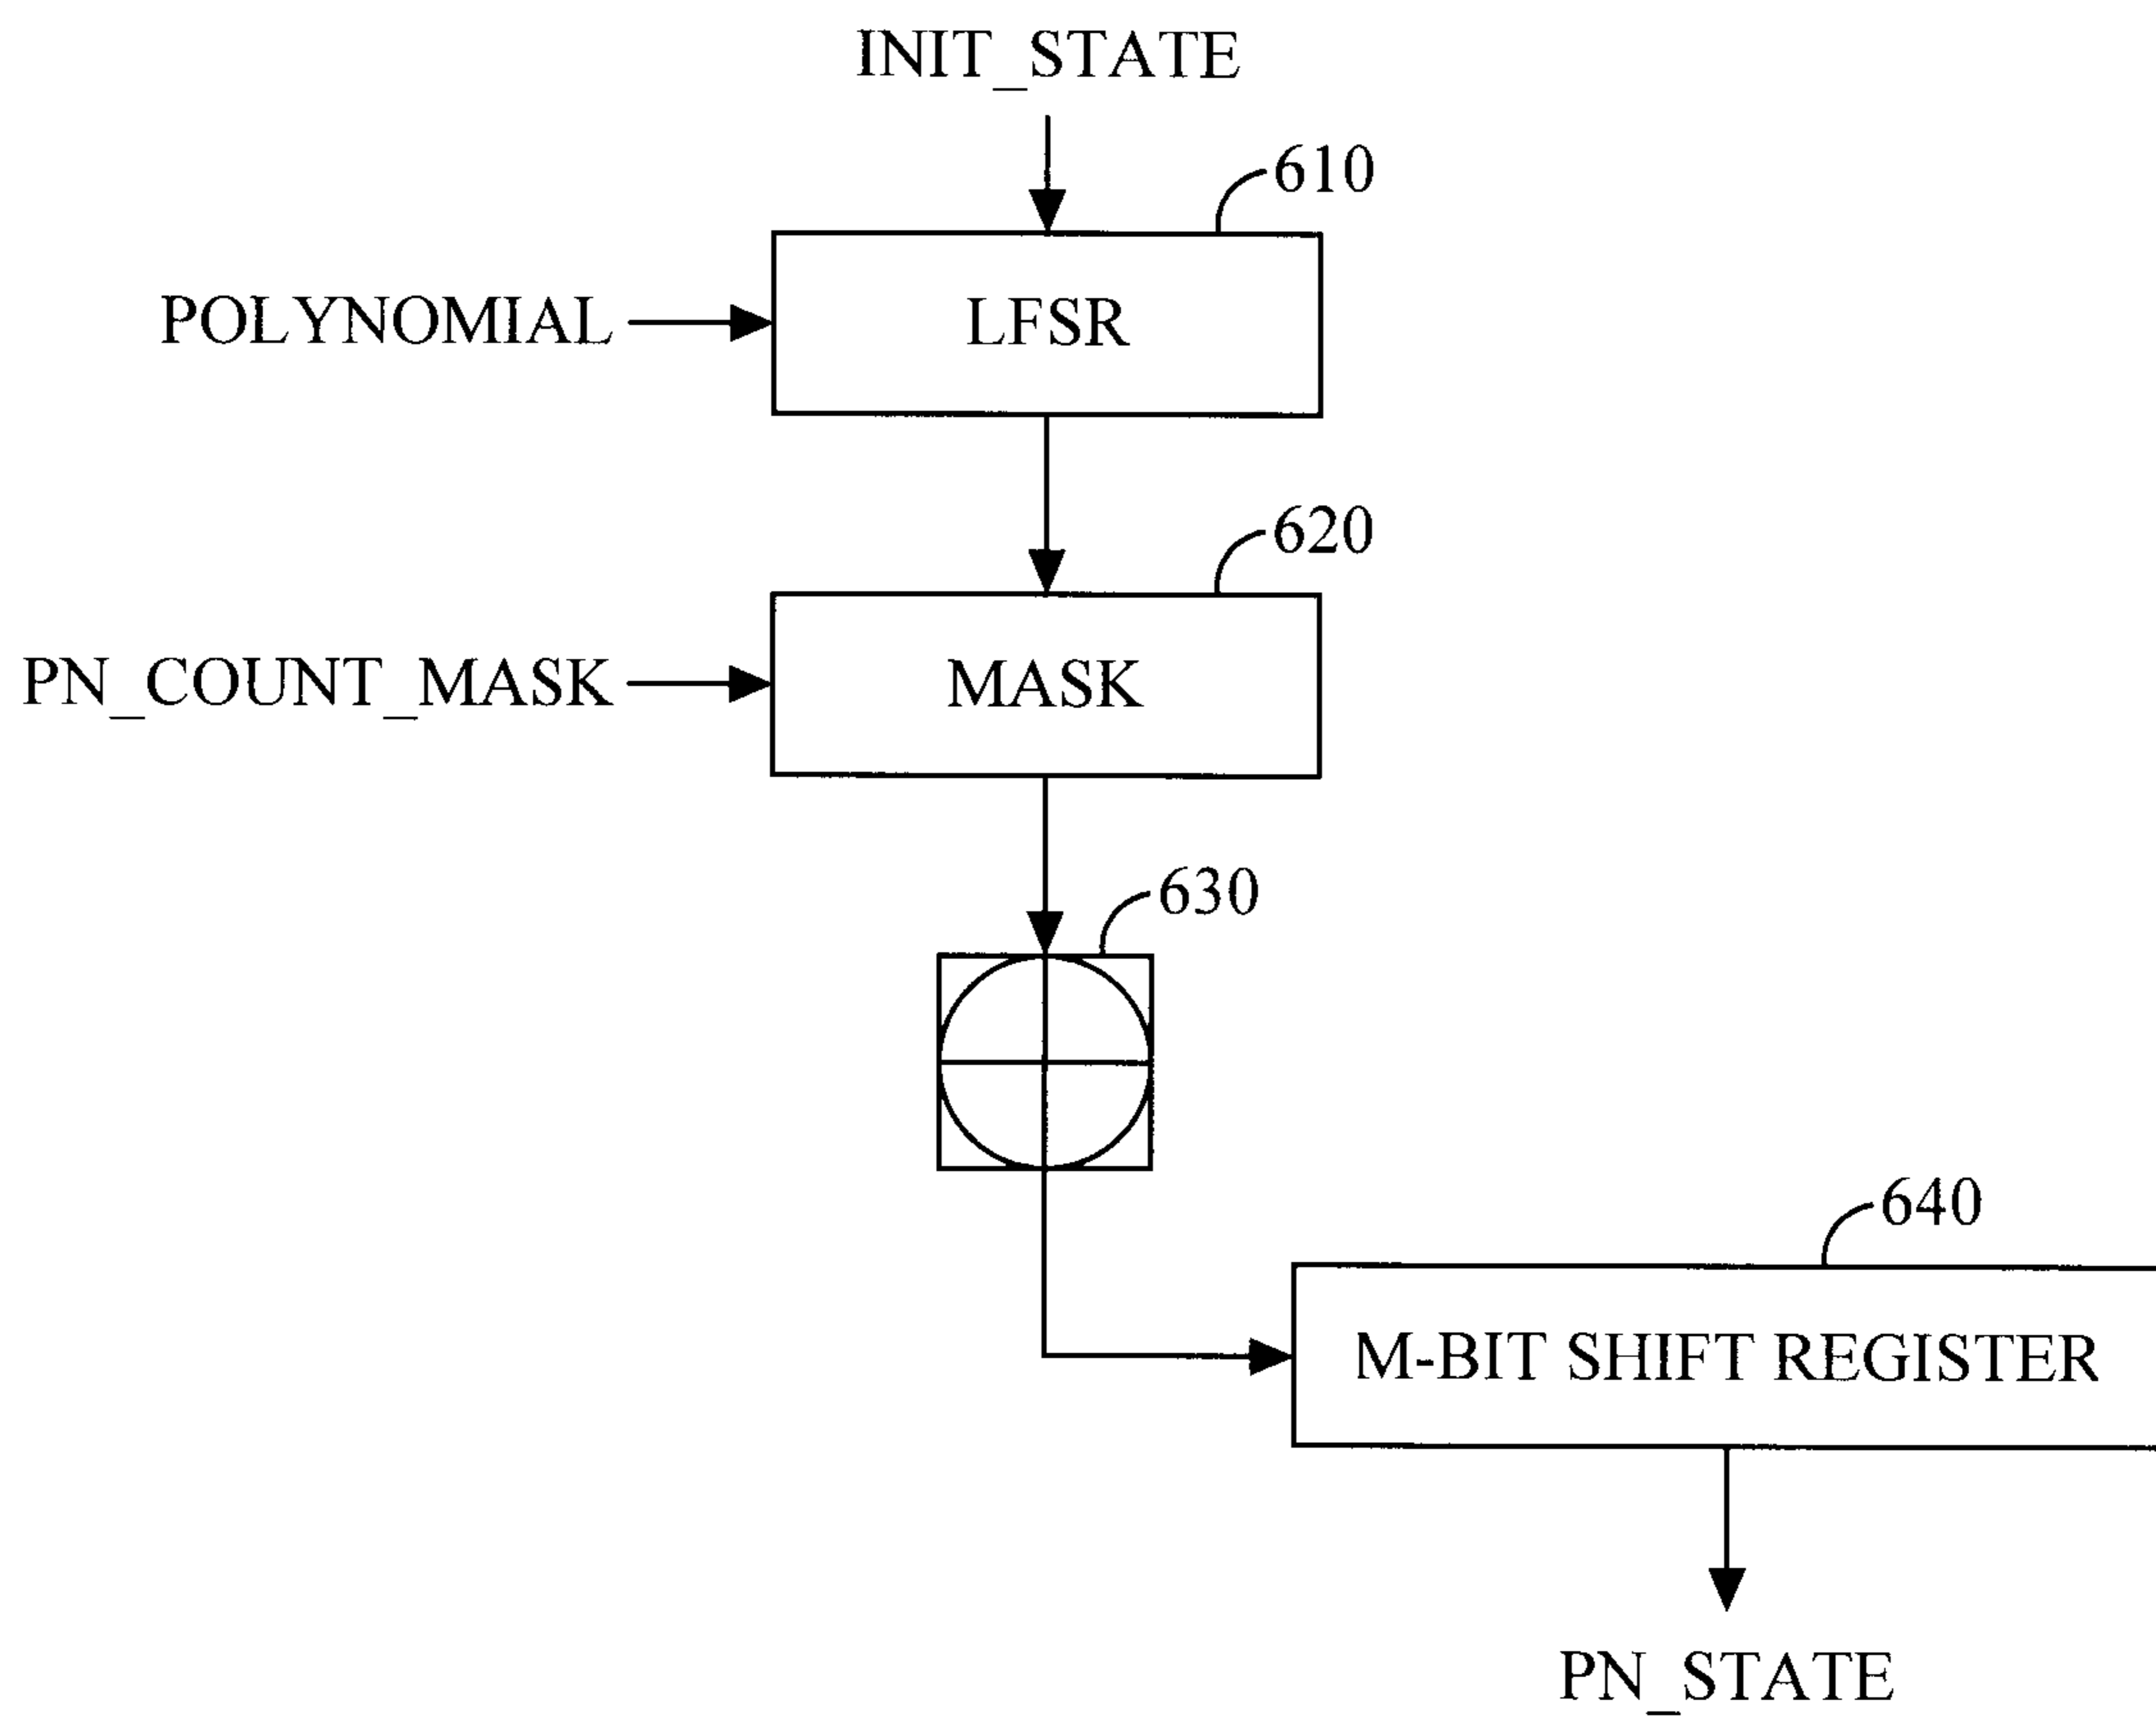 INIT_STATE
610
POLYNOMIAL
LFSR
620
PN_COUNT_MASK
MASK
630
640
M-BIT SHIFT REGISTER
PN_STATE